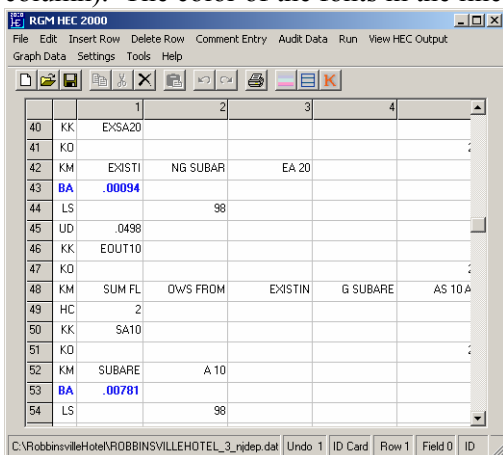 RGM HEC 2000
File Edit Insert Row Delete Row Comment Entry Audit Data Run View HEC Output
Graph Data Settings Tools Help
K
1 2 3 4
40 KK EXSA20
41 KO
42 KM EXISTI NG SUBAR EA 20
43 BA .00094
44 LS 98
45 UD .0498
46 KK EOUT10
47 KO
48 KM SUM FL OWS FROM EXISTIN G SUBARE AS 10 A
49 HC 2
50 KK SA10
51 KO
52 KM SUBARE A 10
53 BA .00781
54 LS 98
C:\RobbinsvilleHotel\ROBBINSVILLEHOTEL_3_njdep.dat Undo 1 ID Card Row 1 Field 0 ID